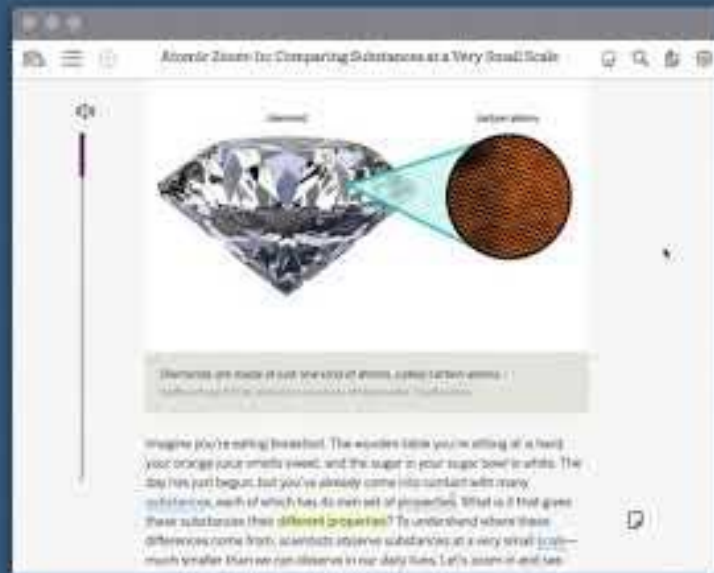 Atomic Zoom-In: Comparing Substances at a Very Small Scale
diamond
carbon atoms
Diamonds are made of just one kind of atoms, called carbon atoms.
Imagine you're eating breakfast. The wooden table you're sitting at is hard,
your orange juice smells sweet, and the sugar in your sugar bowl is white. The
day has just begun, but you've already come into contact with many
substances, each of which has its own set of properties. What is it that gives
these substances their different properties? To understand where these
differences come from, scientists observe substances at a very small scale—
much smaller than we can observe in our daily lives. Let's zoom in and see